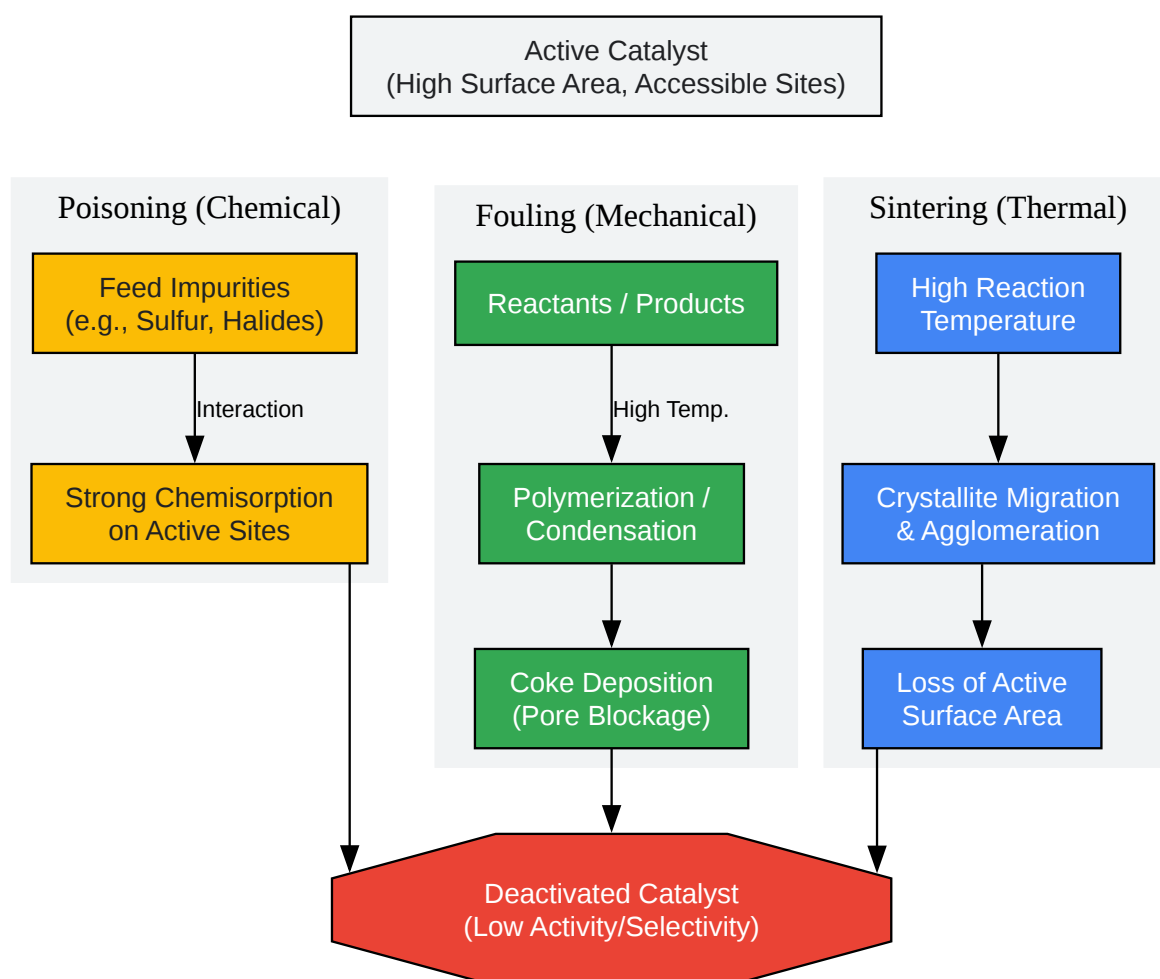 Active Catalyst
(High Surface Area, Accessible Sites)
Poisoning (Chemical)
Feed Impurities
(e.g., Sulfur, Halides)
Interaction
Strong Chemisorption
on Active Sites
Fouling (Mechanical)
Reactants / Products
High Temp.
Polymerization /
Condensation
Coke Deposition
(Pore Blockage)
Sintering (Thermal)
High Reaction
Temperature
Crystallite Migration
& Agglomeration
Loss of Active
Surface Area
Deactivated Catalyst
(Low Activity/Selectivity)